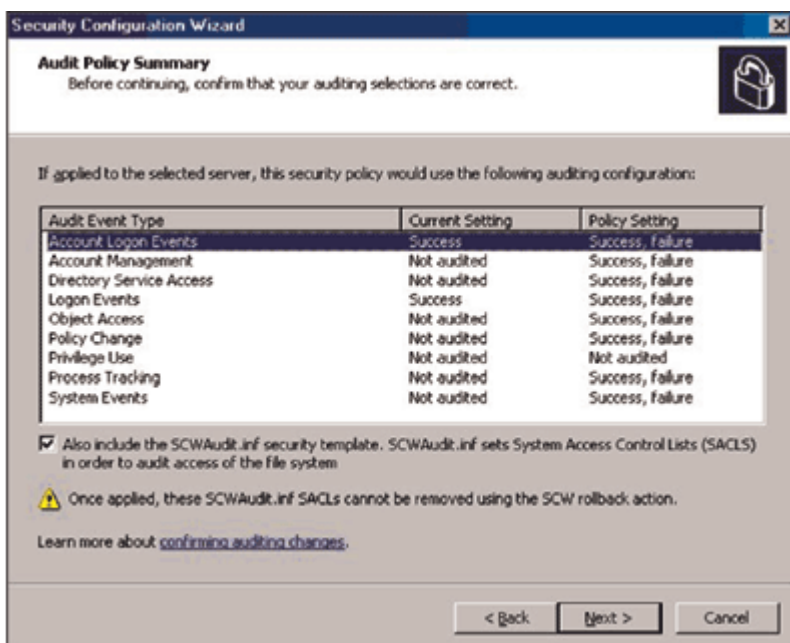 Security Configuration Wizard
Audit Policy Summary
Before continuing, confirm that your auditing selections are correct.
If applied to the selected server, this security policy would use the following auditing configuration:
Audit Event Type Current Setting Policy Setting
Account Logon Events Success Success, failure
Account Management Not audited Success, failure
Directory Service Access Not audited Success, failure
Logon Events Success Success, failure
Object Access Not audited Success, failure
Policy Change Not audited Success, failure
Privilege Use Not audited Not audited
Process Tracking Not audited Success, failure
System Events Not audited Success, failure
Also include the SCWAudit.inf security template. SCWAudit.inf sets System Access Control Lists (SACLS)
in order to audit access of the file system
Once applied, these SCWAudit.inf SACLs cannot be removed using the SCW rollback action.
Learn more about confirming auditing changes.
< Back Next > Cancel